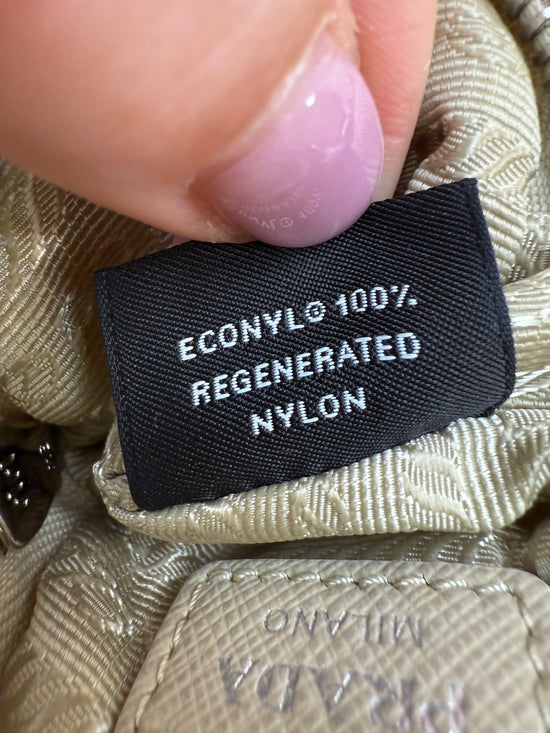 ECONYL® 100%
REGENERATED
NYLON
MILANO
PRADA